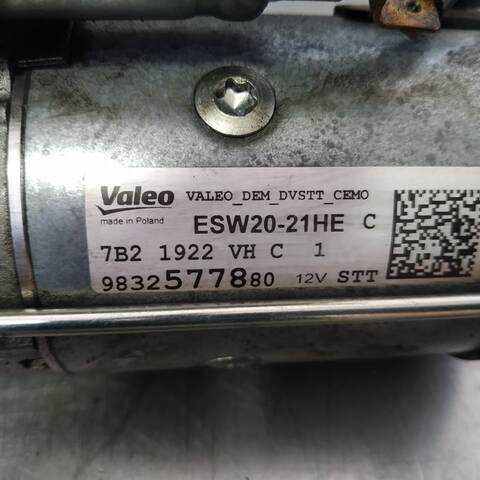 Valeo VALEO_DEM_DVSTT_CEMO
made in Poland ESW20-21HE C
7B2 1922 VH C 1
9832577880 12V STT